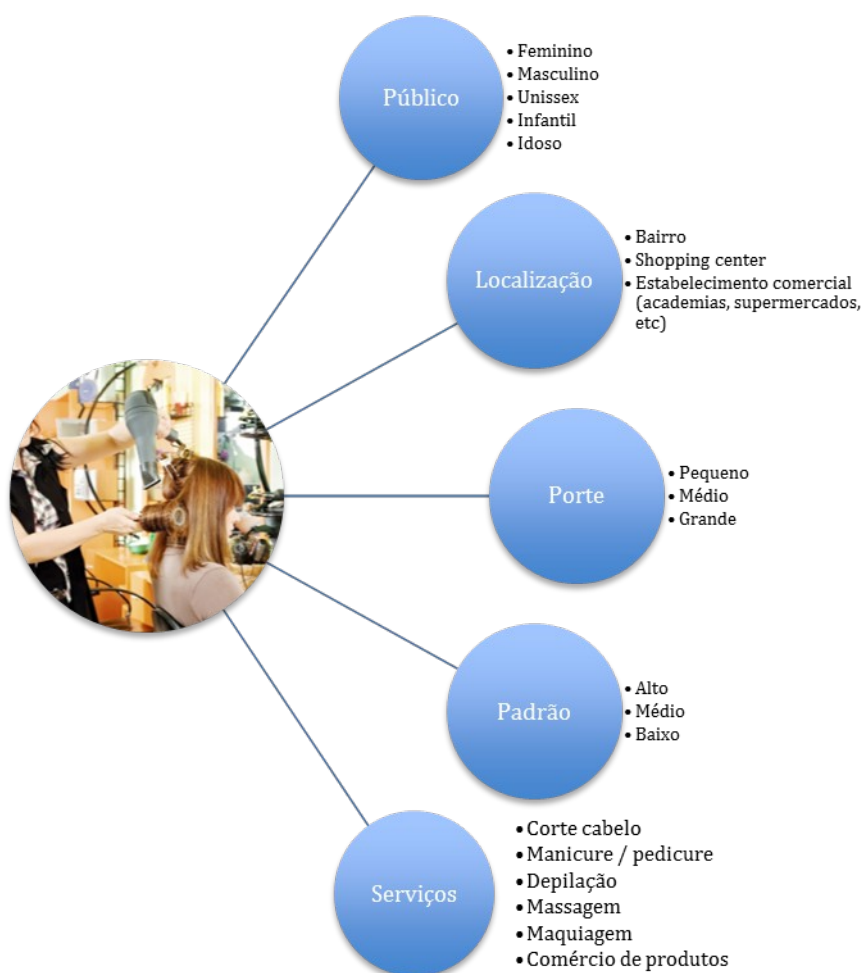 Público
• Feminino
• Masculino
• Unissex
• Infantil
• Idoso
Localização
• Bairro
• Shopping center
• Estabelecimento comercial
(academias, supermercados,
etc)
Porte
• Pequeno
• Médio
• Grande
Padrão
• Alto
• Médio
• Baixo
Serviços
• Corte cabelo
• Manicure / pedicure
• Depilação
• Massagem
• Maquiagem
• Comércio de produtos